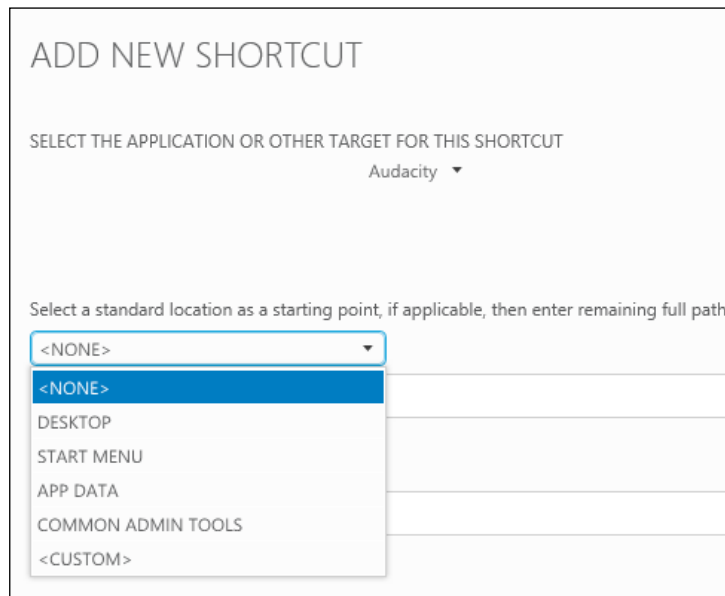 ADD NEW SHORTCUT
SELECT THE APPLICATION OR OTHER TARGET FOR THIS SHORTCUT
Audacity
Select a standard location as a starting point, if applicable, then enter remaining full path
<NONE>
<NONE>
DESKTOP
START MENU
APP DATA
COMMON ADMIN TOOLS
<CUSTOM>